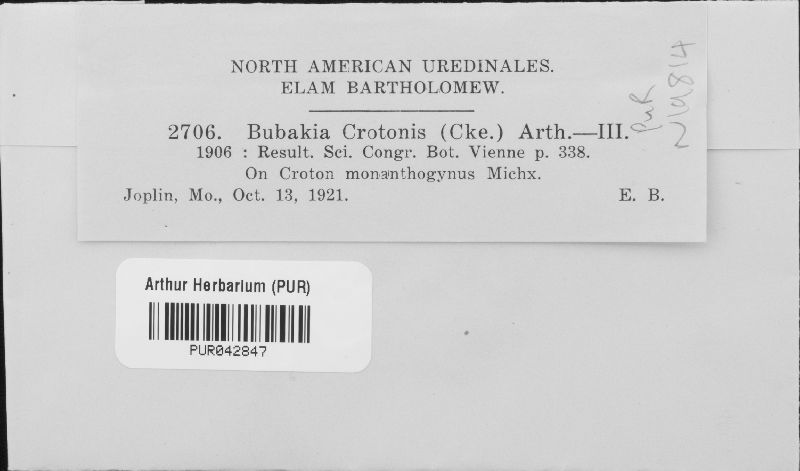 NORTH AMERICAN UREDINALES.
ELAM BARTHOLOMEW.
2706. Bubakia Crotonis (Cke.) Arth.—III.
1906 : Result. Sci. Congr. Bot. Vienne p. 338.
On Croton monanthogynus Michx.
Joplin, Mo., Oct. 13, 1921. E. B.
PUR
Arthur Herbarium (PUR)
PUR042847